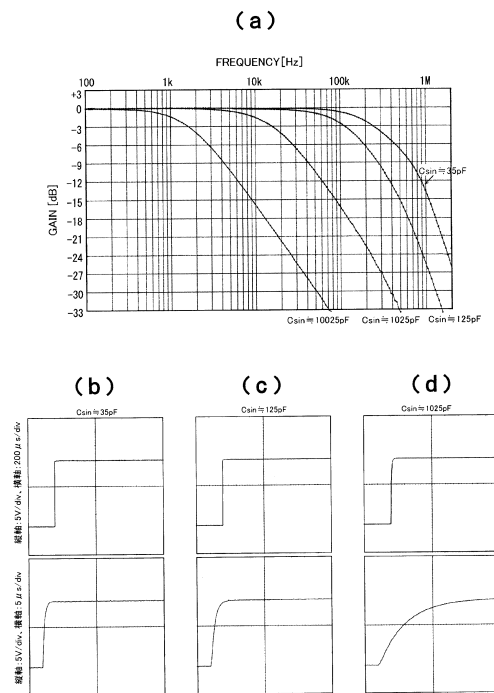 (a)
FREQUENCY[Hz]
100 1k 10k 100k 1M
+3
0
-3
-6
-9
-12
-15
-18
-21
-24
-27
-30
-33
GAIN [dB]
Csin≒35pF
Csin≒10025pF Csin≒1025pF Csin≒125pF
(b) (c) (d)
Csin≒35pF Csin≒125pF Csin≒1025pF
縦軸:5V/div、横軸:200μs/div
縦軸:5V/div、横軸:5μs/div